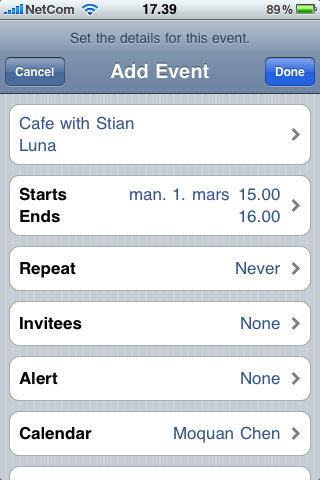 NetCom 17.39 89%
Set the details for this event.
Cancel Add Event Done
Cafe with Stian
Luna
Starts man. 1. mars 15.00
Ends 16.00
Repeat Never
Invitees None
Alert None
Calendar Moquan Chen